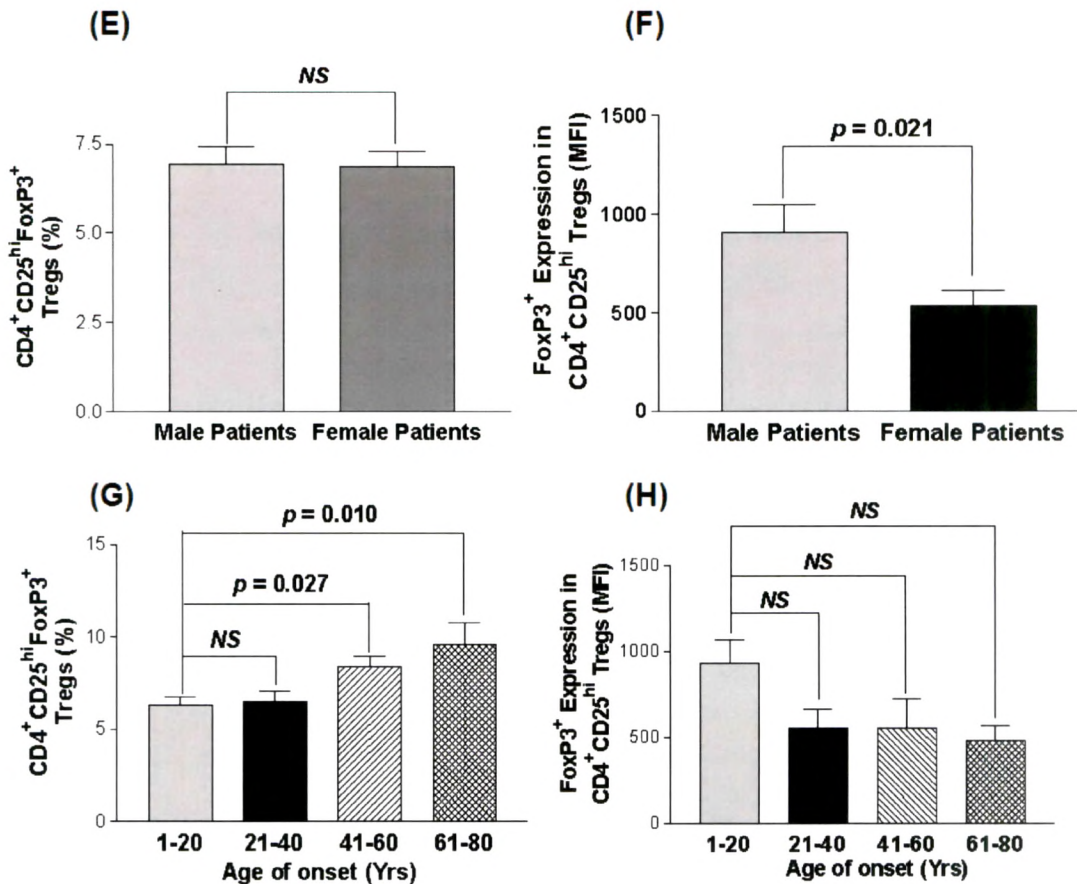 (E)
NS
CD4+ CD25hiFoxP3+
Tregs (%)
7.5
5.0
2.5
0.0
Male Patients Female Patients
(F)
p = 0.021
FoxP3+ Expression in
CD4+CD25hi Tregs (MFI)
1500
1000
500
0
Male Patients Female Patients
(G)
p = 0.010
p = 0.027
NS
CD4+ CD25hiFoxP3+
Tregs (%)
15
10
5
0
1-20 21-40 41-60 61-80
Age of onset (Yrs)
(H)
NS
NS
NS
FoxP3+ Expression in
CD4+CD25hi Tregs (MFI)
1500
1000
500
0
1-20 21-40 41-60 61-80
Age of onset (Yrs)